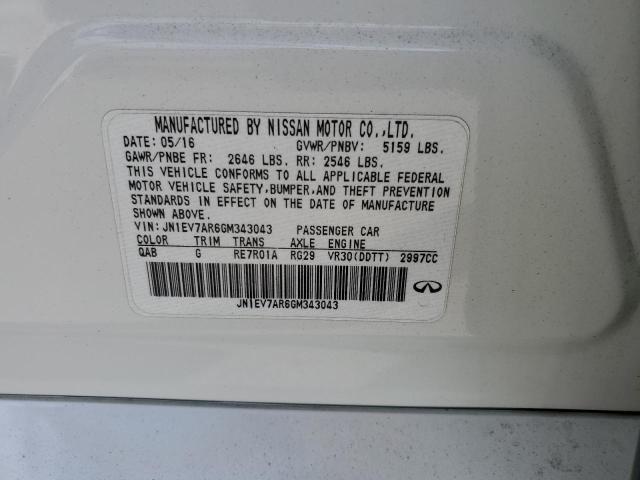 MANUFACTURED BY NISSAN MOTOR CO.,LTD.
DATE: 05/16 GVWR/PNBV: 5159 LBS.
GAWR/PNBE FR: 2646 LBS. RR: 2546 LBS.
THIS VEHICLE CONFORMS TO ALL APPLICABLE FEDERAL
MOTOR VEHICLE SAFETY,BUMPER,AND THEFT PREVENTION
STANDARDS IN EFFECT ON THE DATE OF MANUFACTURE
SHOWN ABOVE.
VIN: JN1EV7AR6GM343043 PASSENGER CAR
COLOR TRIM TRANS AXLE ENGINE
QAB G RE7R01A RG29 VR30(DDTT) 2997CC
JN1EV7AR6GM343043